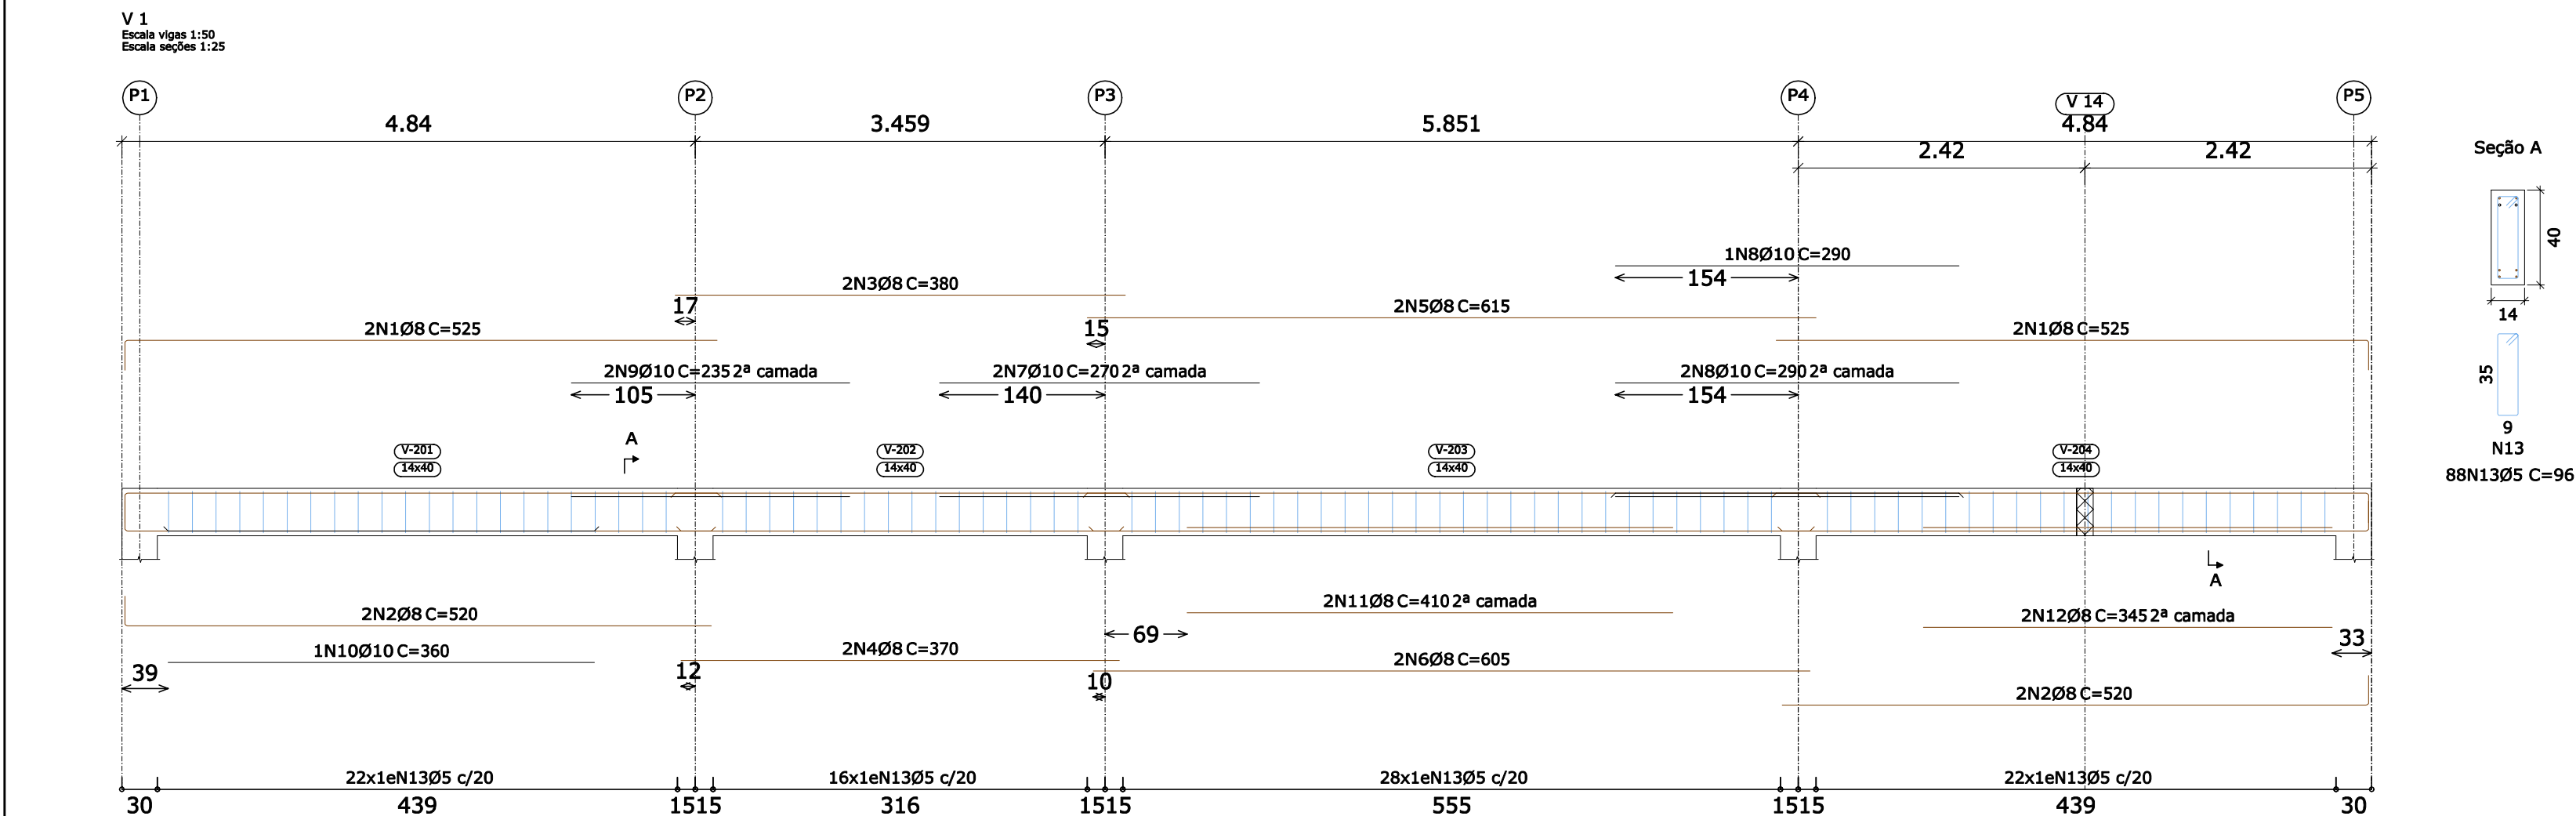 V 1
Escala vigas 1:50
Escala seções 1:25
P1 P2 P3 P4 V 14 P5
4.84 3.459 5.851 4.84
2.42 2.42
Seção A
1N8Ø10 C=290
154
2N3Ø8 C=380
17
2N5Ø8 C=615
15
2N1Ø8 C=525
2N1Ø8 C=525
2N9Ø10 C=235 2ª camada
105
2N7Ø10 C=270 2ª camada
140
2N8Ø10 C=290 2ª camada
154
A
V-201
14x40
V-202
14x40
V-203
14x40
V-204
14x40
A
2N2Ø8 C=520
1N10Ø10 C=360
39
2N4Ø8 C=370
12
2N11Ø8 C=410 2ª camada
69
2N6Ø8 C=605
10
2N12Ø8 C=345 2ª camada
33
2N2Ø8 C=520
22x1eN13Ø5 c/20 16x1eN13Ø5 c/20 28x1eN13Ø5 c/20 22x1eN13Ø5 c/20
30 439 1515 316 1515 555 1515 439 30
40
14
35
9
N13
88N13Ø5 C=96